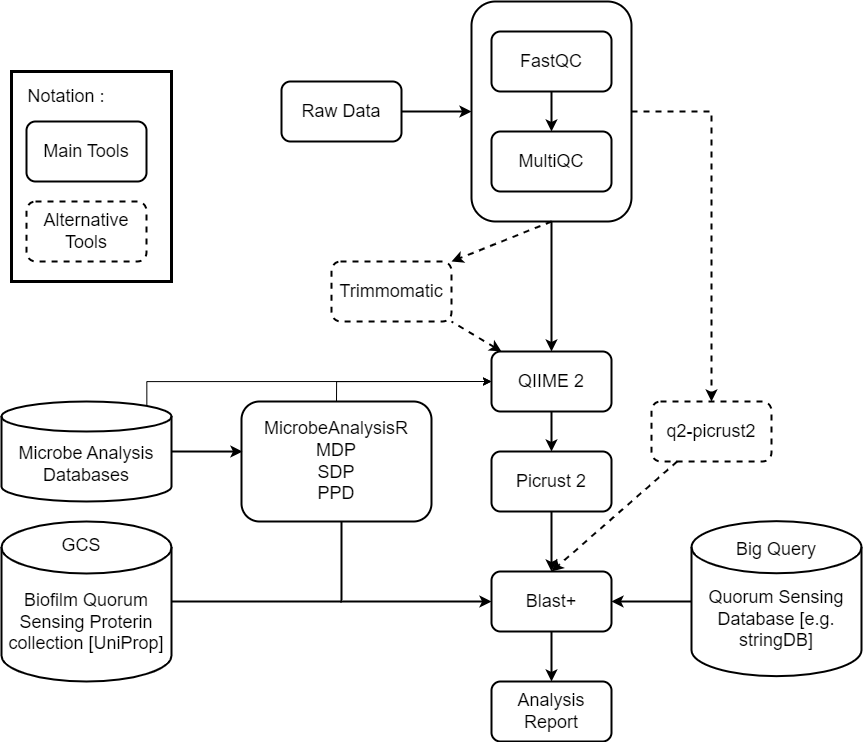 Notation :
Main Tools
Alternative
Tools
Raw Data
FastQC
MultiQC
Trimmomatic
QIIME 2
Microbe Analysis
Databases
MicrobeAnalysisR
MDP
SDP
PPD
q2-picrust2
Picrust 2
GCS
Biofilm Quorum
Sensing Proterin
collection [UniProp]
Blast+
Big Query
Quorum Sensing
Database [e.g.
stringDB]
Analysis
Report